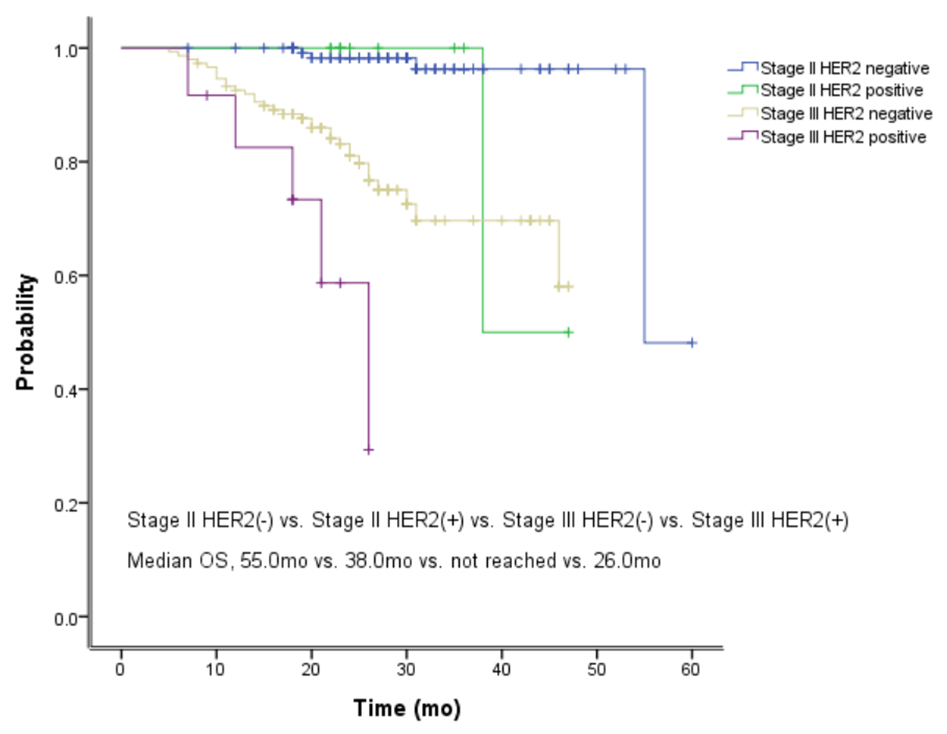 1.0
0.8
0.6
0.4
0.2
0.0
Probability
0 10 20 30 40 50 60
Time (mo)
Stage II HER2 negative
Stage II HER2 positive
Stage III HER2 negative
Stage III HER2 positive
Stage II HER2(-) vs. Stage II HER2(+) vs. Stage III HER2(-) vs. Stage III HER2(+)
Median OS, 55.0mo vs. 38.0mo vs. not reached vs. 26.0mo